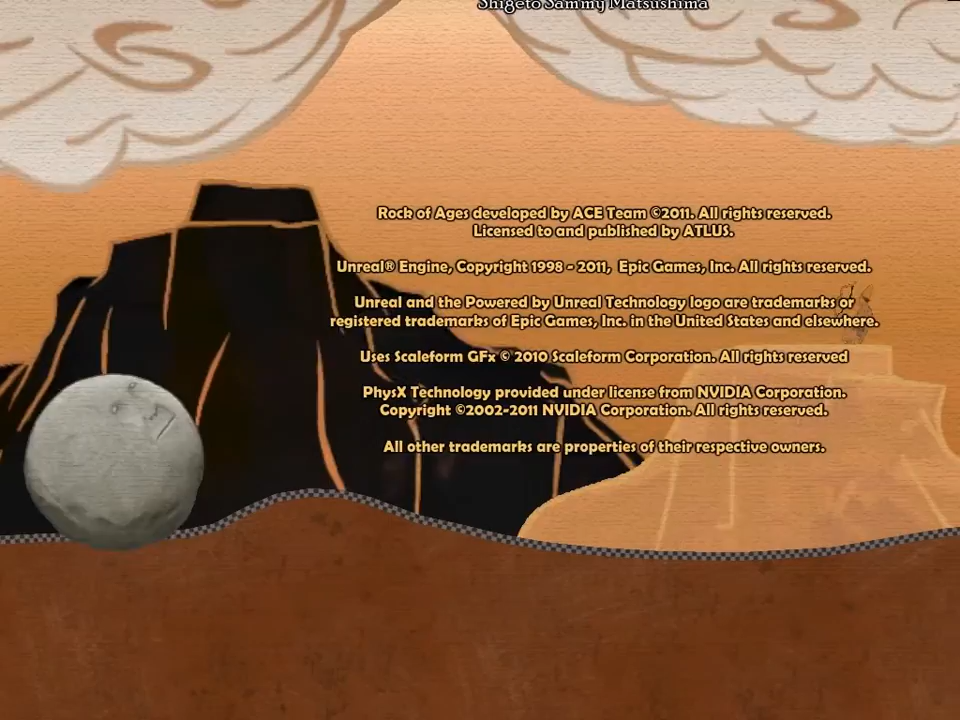 Shigeto Sammy Matsushima
Rock of Ages developed by ACE Team ©2011. All rights reserved.
Licensed to and published by ATLUS.
Unreal® Engine, Copyright 1998 - 2011, Epic Games, Inc. All rights reserved.
Unreal and the Powered by Unreal Technology logo are trademarks or
registered trademarks of Epic Games, Inc. in the United States and elsewhere.
Uses Scaleform GFx © 2010 Scaleform Corporation. All rights reserved
PhysX Technology provided under license from NVIDIA Corporation.
Copyright ©2002-2011 NVIDIA Corporation. All rights reserved.
All other trademarks are properties of their respective owners.